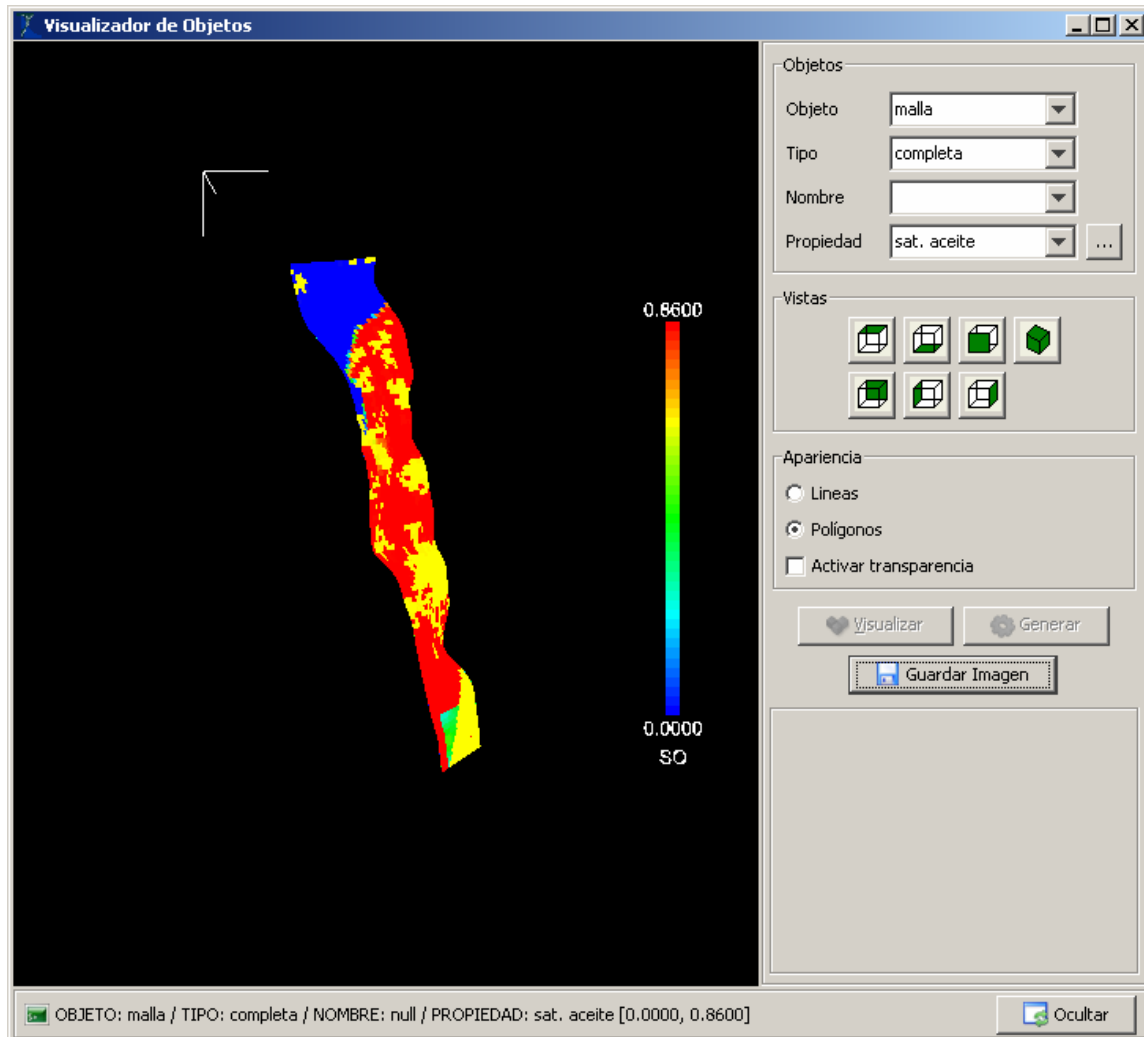 Visualizador de Objetos
Objetos
Objeto malla
Tipo completa
Nombre
Propiedad sat. aceite ...
Vistas
Apariencia
Lineas
Polígonos
Activar transparencia
Visualizar Generar
Guardar Imagen
0.8600
0.0000
SO
OBJETO: malla / TIPO: completa / NOMBRE: null / PROPIEDAD: sat. aceite [0.0000, 0.8600]
Ocultar